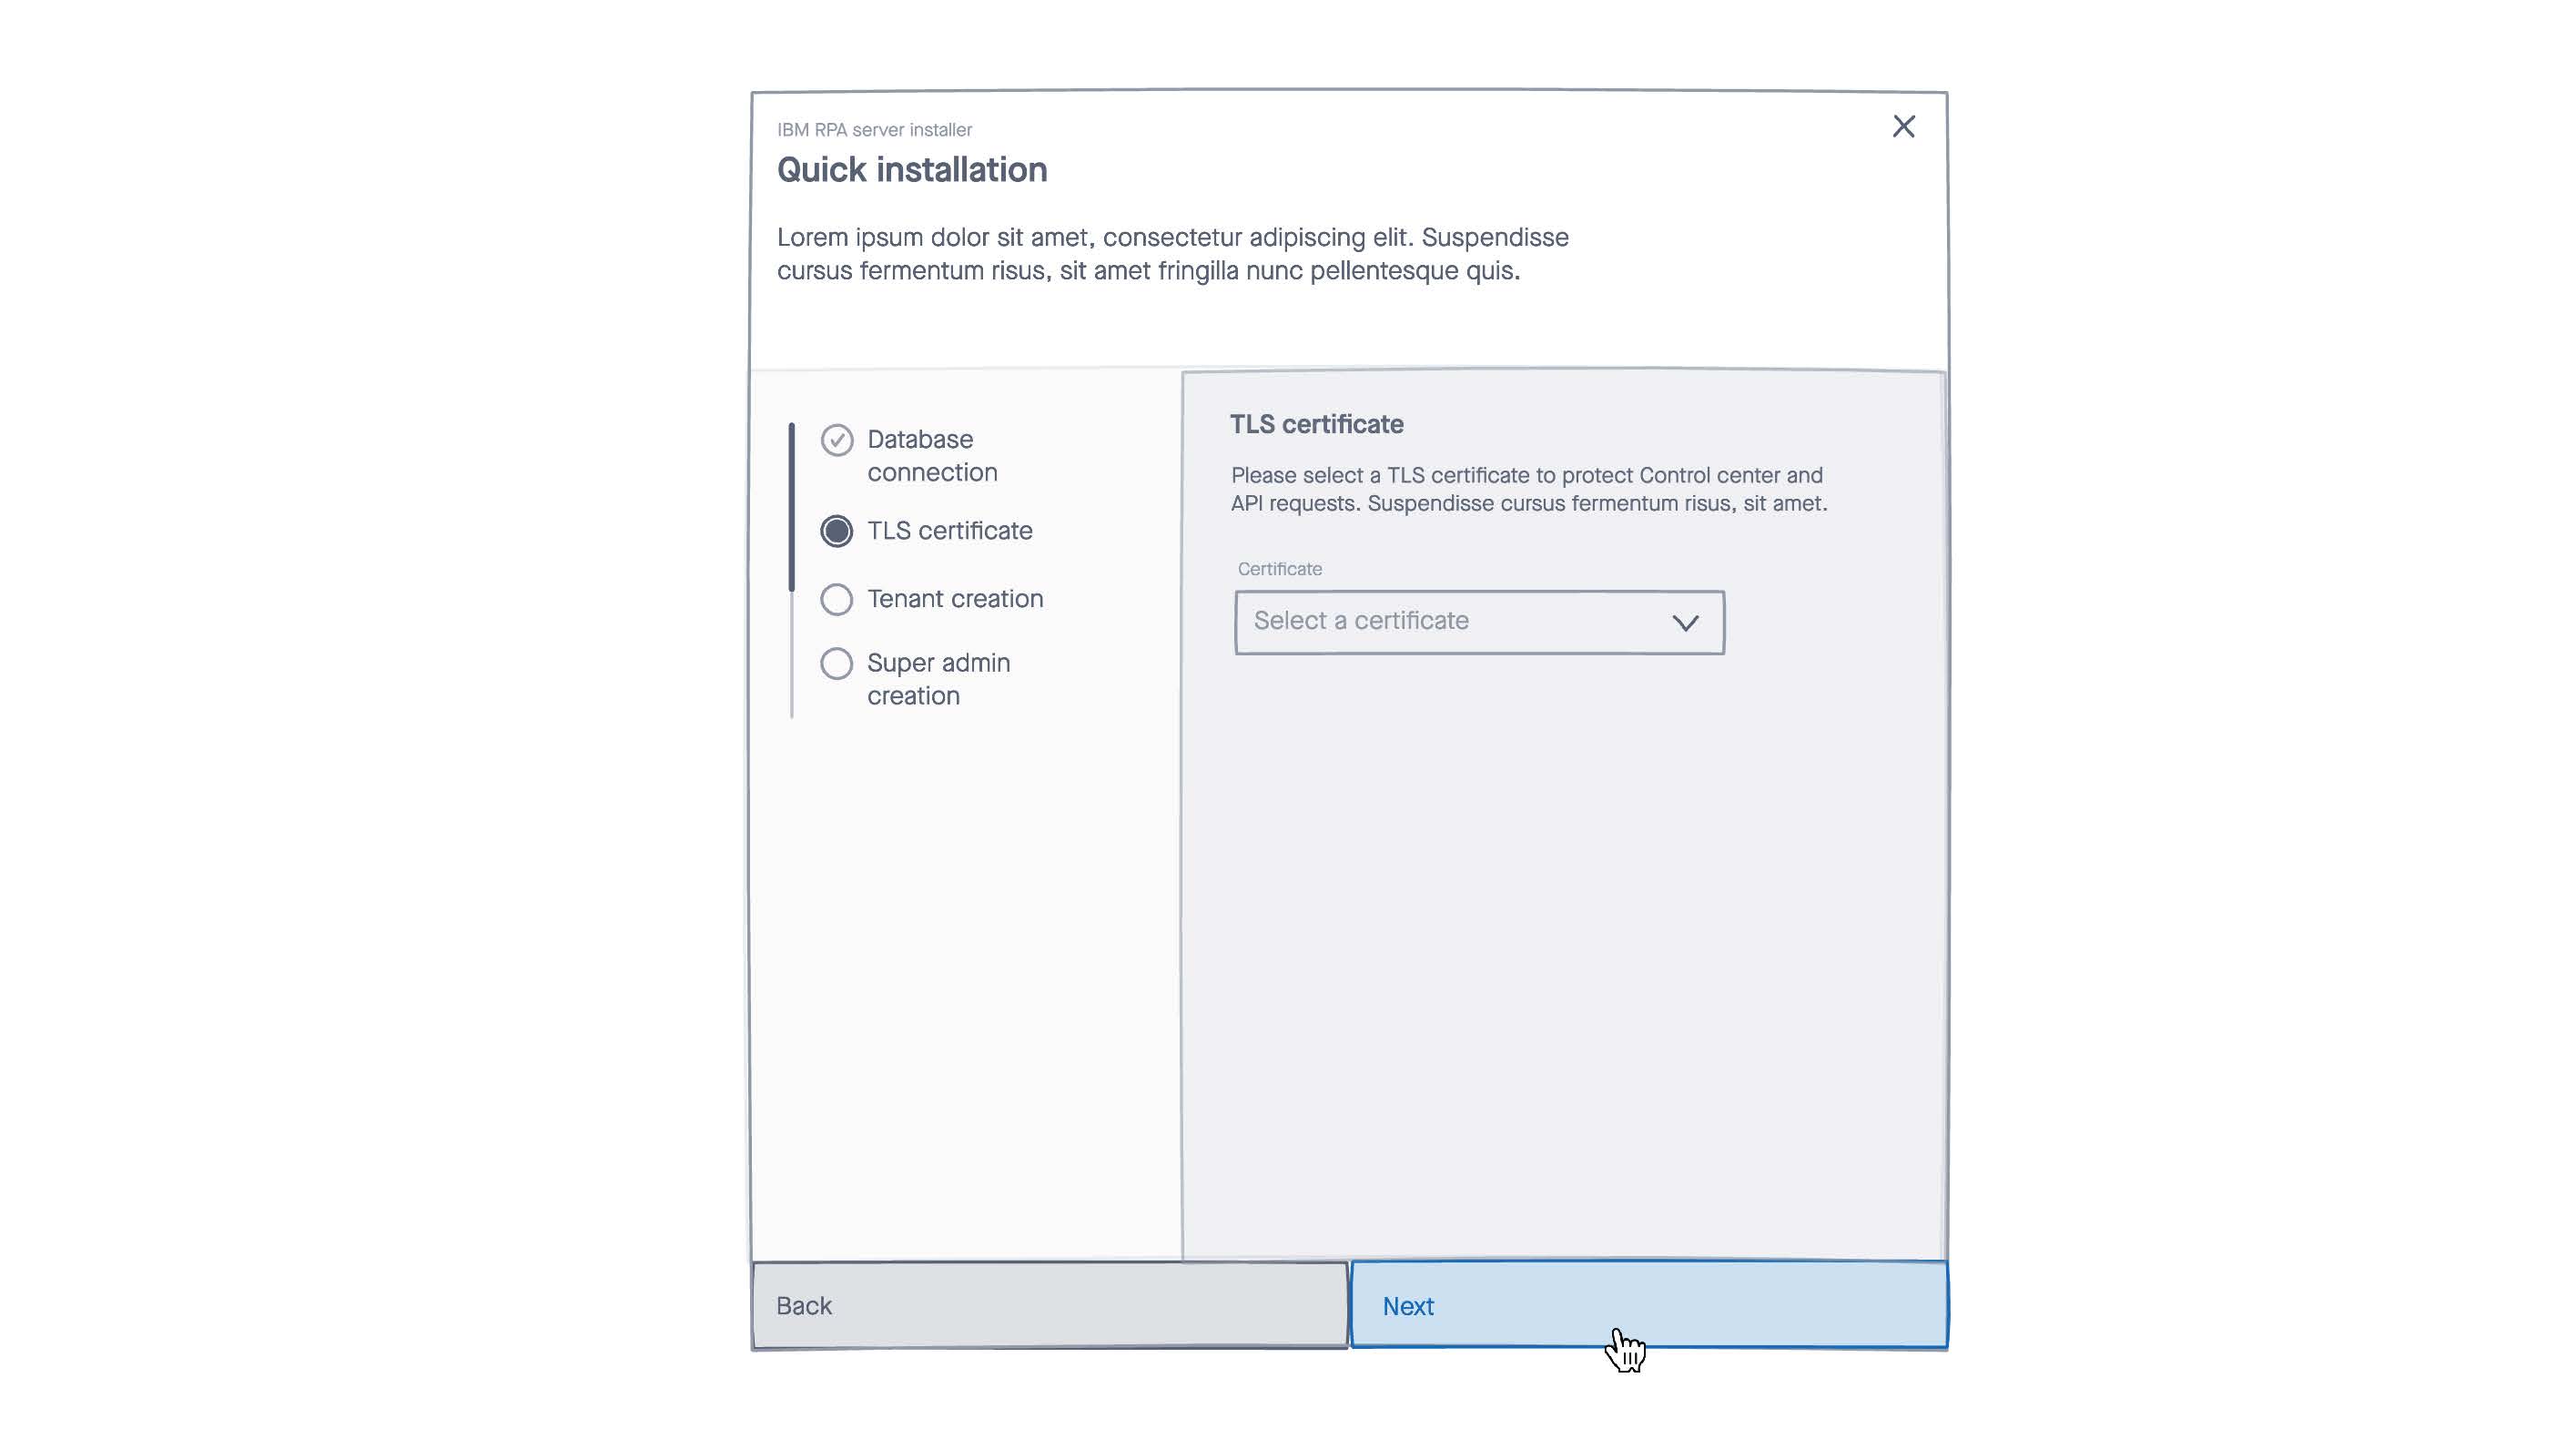 IBM RPA server installer
Quick installation
Lorem ipsum dolor sit amet, consectetur adipiscing elit. Suspendisse
cursus fermentum risus, sit amet fringilla nunc pellentesque quis.
Database
connection
TLS certificate
Tenant creation
Super admin
creation
TLS certificate
Please select a TLS certificate to protect Control center and
API requests. Suspendisse cursus fermentum risus, sit amet.
Certificate
Select a certificate
Back
Next